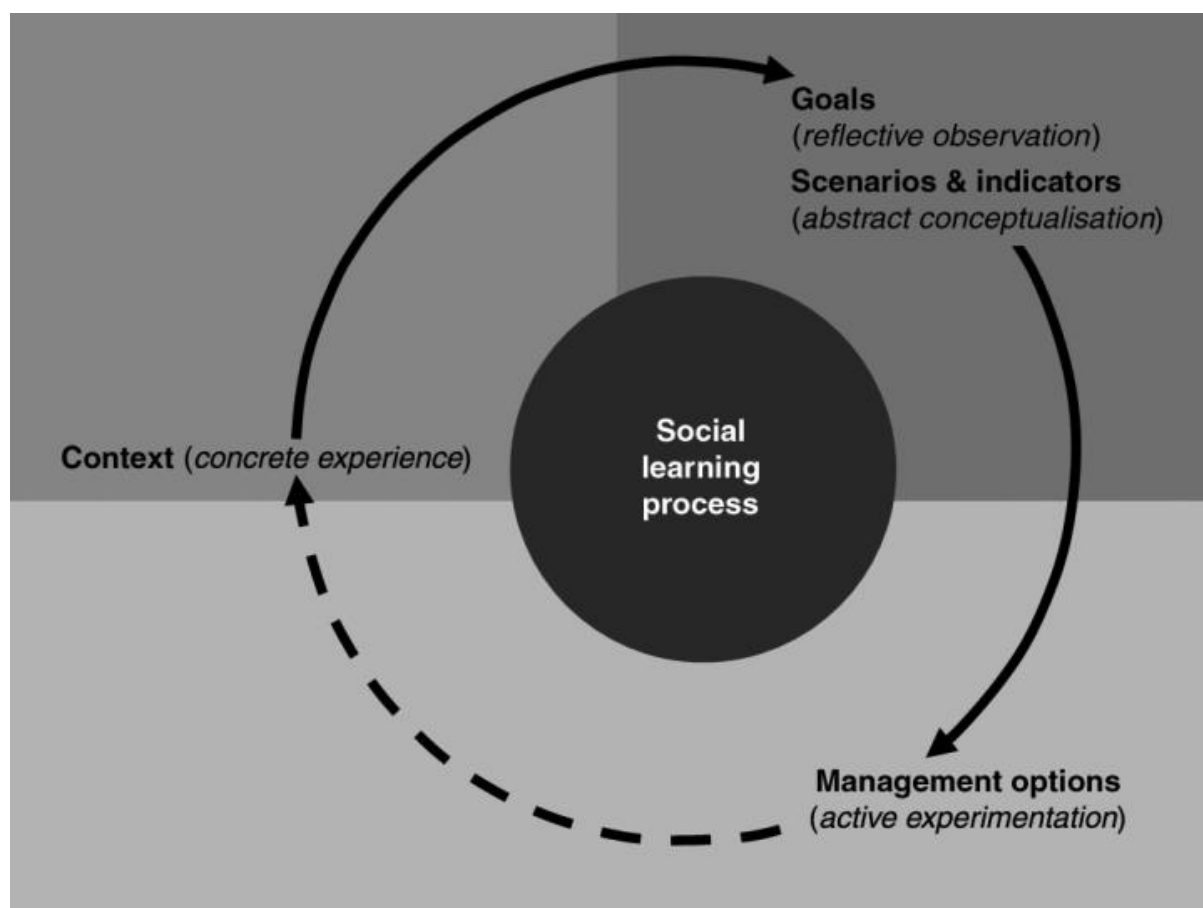 Goals
(reflective observation)
Scenarios & indicators
(abstract conceptualisation)
Social
learning
process
Context (concrete experience)
Management options
(active experimentation)